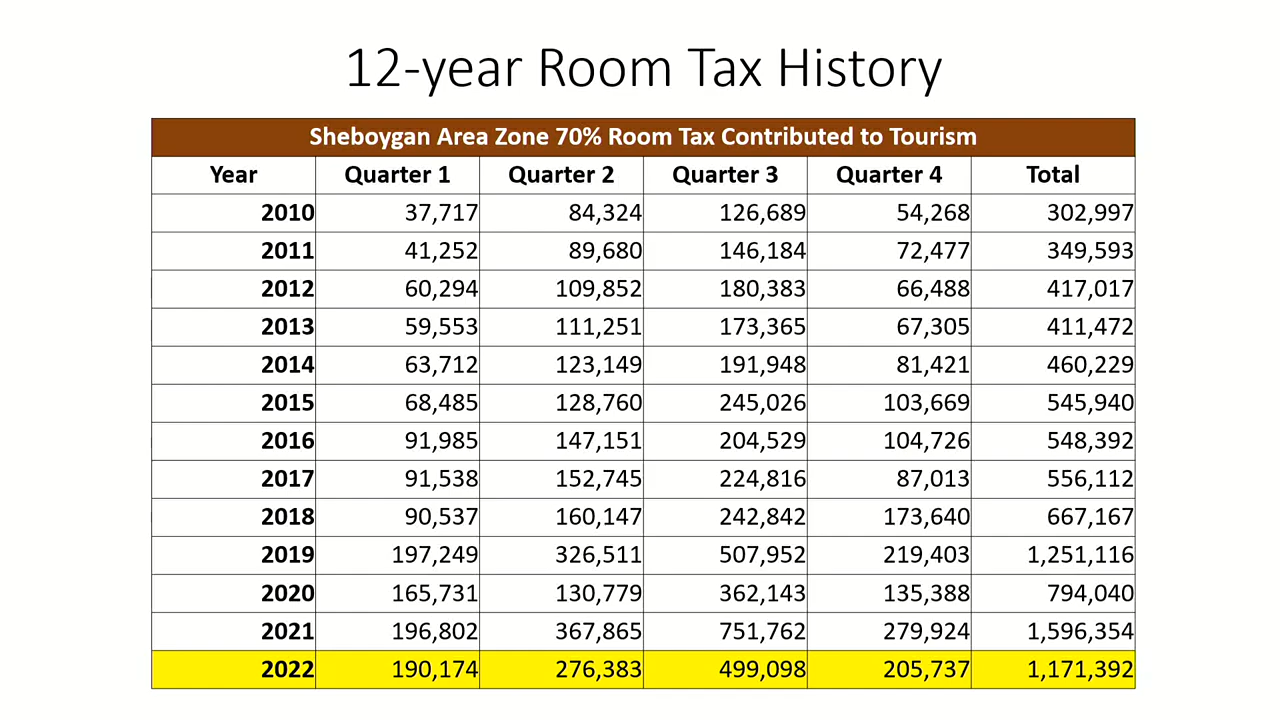 12-year Room Tax History
Sheboygan Area Zone 70% Room Tax Contributed to Tourism
Year Quarter 1 Quarter 2 Quarter 3 Quarter 4 Total
2010 37,717 84,324 126,689 54,268 302,997
2011 41,252 89,680 146,184 72,477 349,593
2012 60,294 109,852 180,383 66,488 417,017
2013 59,553 111,251 173,365 67,305 411,472
2014 63,712 123,149 191,948 81,421 460,229
2015 68,485 128,760 245,026 103,669 545,940
2016 91,985 147,151 204,529 104,726 548,392
2017 91,538 152,745 224,816 87,013 556,112
2018 90,537 160,147 242,842 173,640 667,167
2019 197,249 326,511 507,952 219,403 1,251,116
2020 165,731 130,779 362,143 135,388 794,040
2021 196,802 367,865 751,762 279,924 1,596,354
2022 190,174 276,383 499,098 205,737 1,171,392